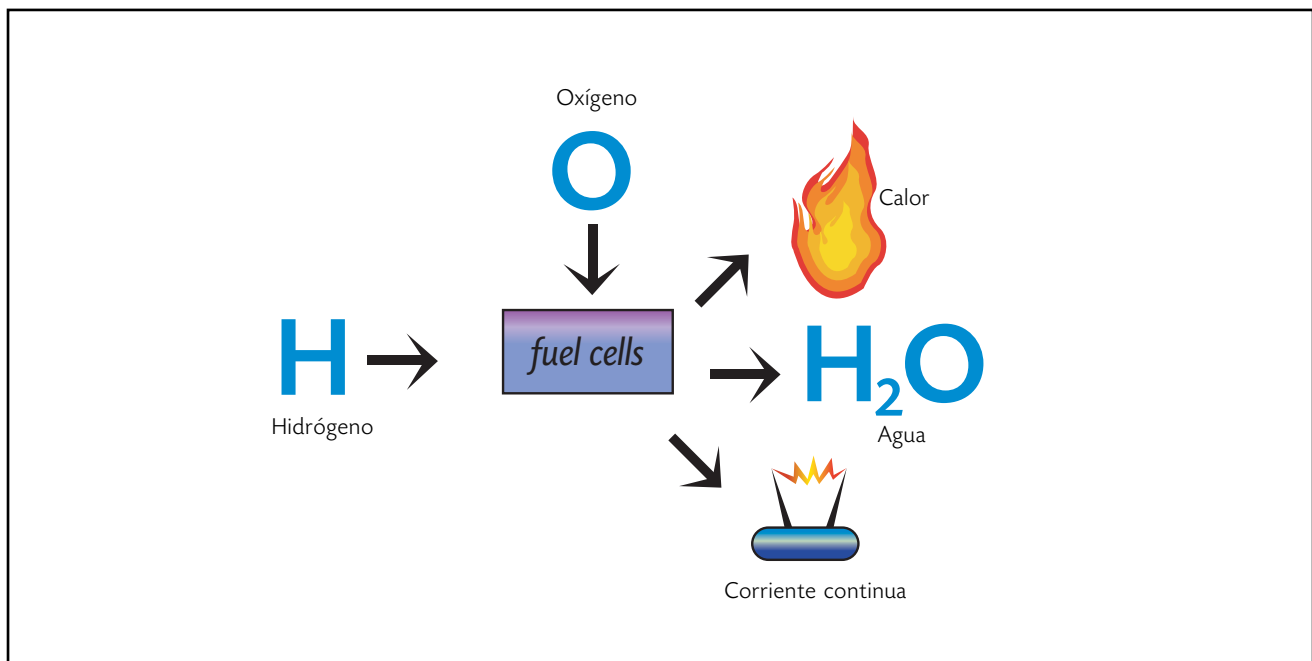 Oxígeno
O
Calor
fuel cells
H
Hidrógeno
H₂O
Agua
Corriente continua